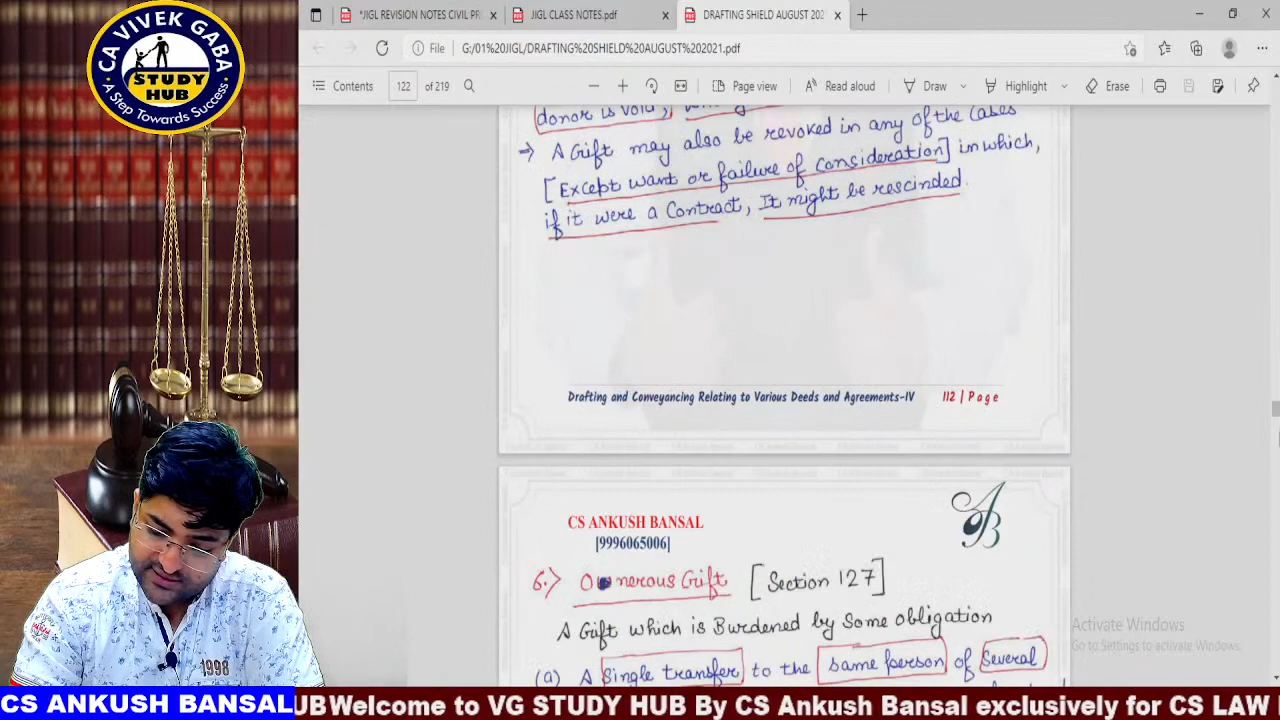 CA VIVEK GABA
STUDY
HUB
A Step Towards Success
"JIGL REVISION NOTES CIVIL PR
JIGL CLASS NOTES.pdf
DRAFTING SHIELD AUGUST 202
File
G:/01%20JIGL/DRAFTING%20SHIELD%20AUGUST%202021.pdf
Contents
122
of 219
Page view
Read aloud
Draw
Highlight
Erase
donor is void,
→ A Gift may also be revoked in any of the Cases
[Except want or failure of consideration] in which,
if it were a Contract, It might be rescinded.
Drafting and Conveyancing Relating to Various Deeds and Agreements-IV 112 | Page
CS ANKUSH BANSAL
[9996065006]
AB
6.) Onerous Grift [Section 127]
A Gift which is Burdened by Some obligation
(a) A Single transfer to the same person of Several
Activate Windows
Go to Settings to activate Windows.
1998
CS ANKUSH BANSAL
UBWelcome to VG STUDY HUB By CS Ankush Bansal exclusively for CS LAW